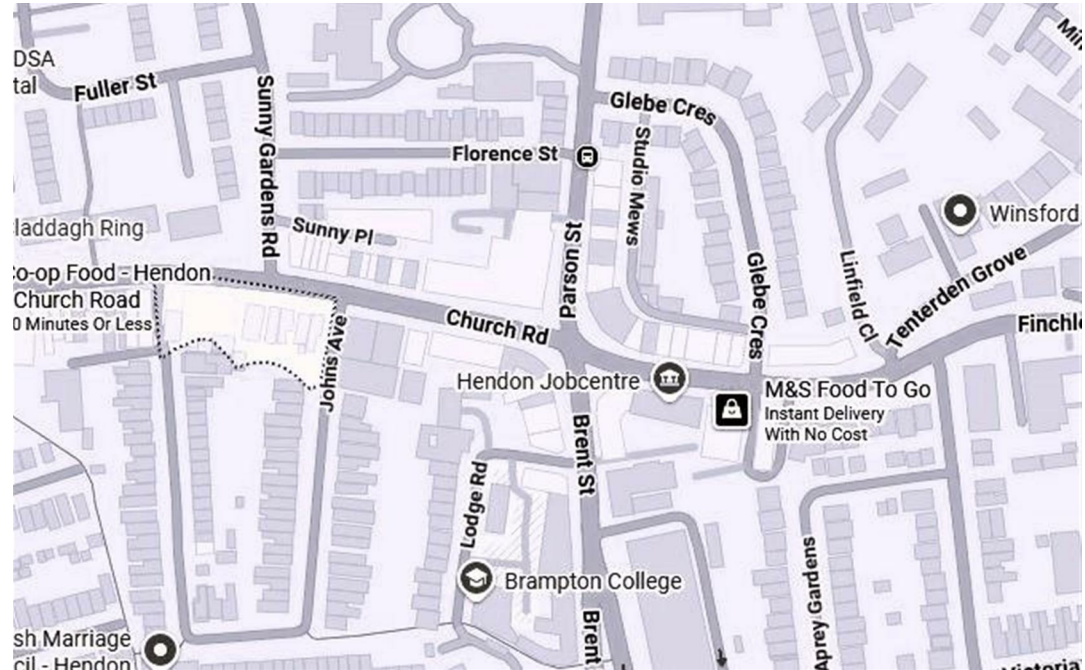 DSA
tal
Fuller St
Sunny Gardens Rd
Glebe Cres
Florence St
Studio Mews
Winsford
laddagh Ring
Sunny Pl
Parson St
Glebe Cres
Linfield Cl
Tenterden Grove
o-op Food - Hendon
Church Road
0 Minutes Or Less
Johns Ave
Church Rd
Finchl
Hendon Jobcentre
M&S Food To Go
Instant Delivery
With No Cost
Brent St
Lodge Rd
Aprey Gardens
Brampton College
Brent
sh Marriage
cil - Hendon